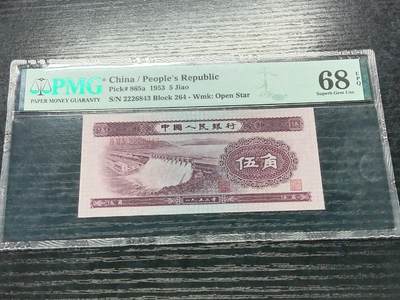 PMG
PAPER MONEY GUARANTY
China / People's Republic
Pick# 865a 1953 5 Jiao
S/N 2226843 Block 264 - Wmk: Open Star
68 EPQ
Superb Gem Unc
中國人民銀行
伍角
一九五三年